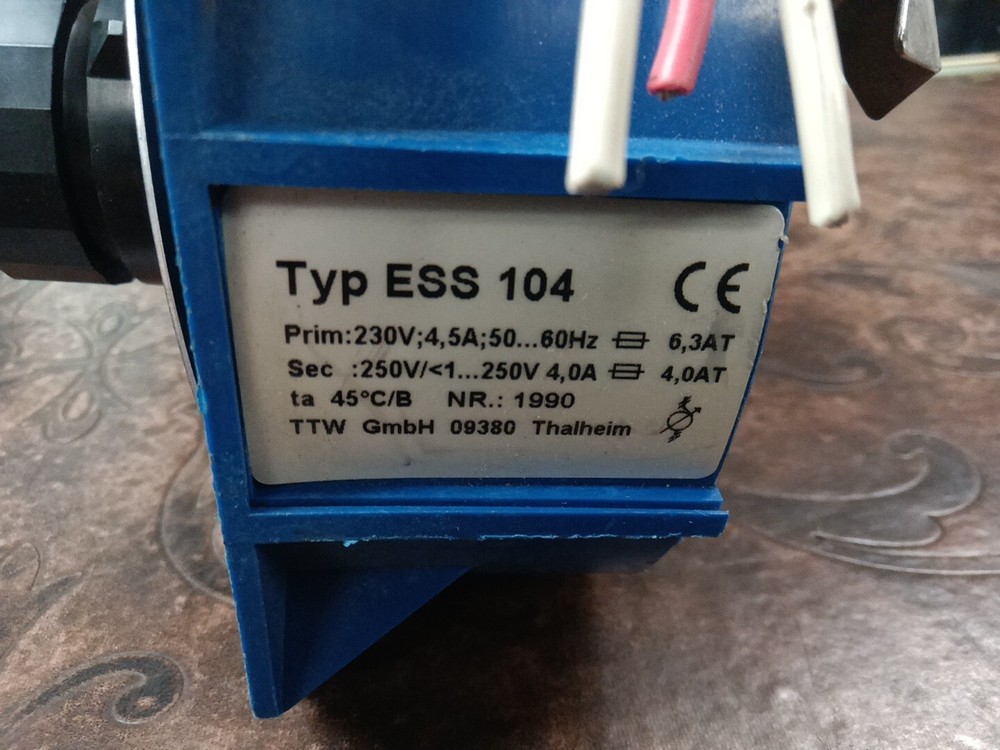 Typ ESS 104 CE
Prim:230V;4,5A;50...60Hz 6,3AT
Sec :250V/<1...250V 4,0A 4,0AT
ta 45°C/B NR.: 1990
TTW GmbH 09380 Thalheim